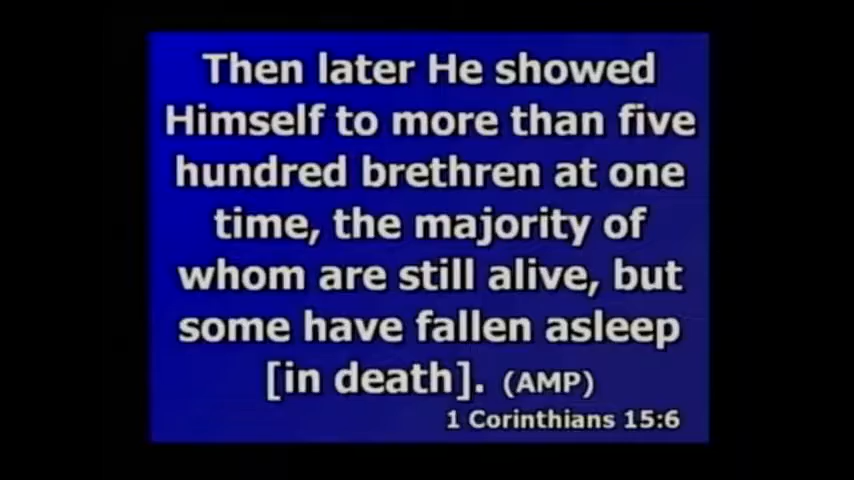 Then later He showed
Himself to more than five
hundred brethren at one
time, the majority of
whom are still alive, but
some have fallen asleep
[in death]. (AMP)
1 Corinthians 15:6